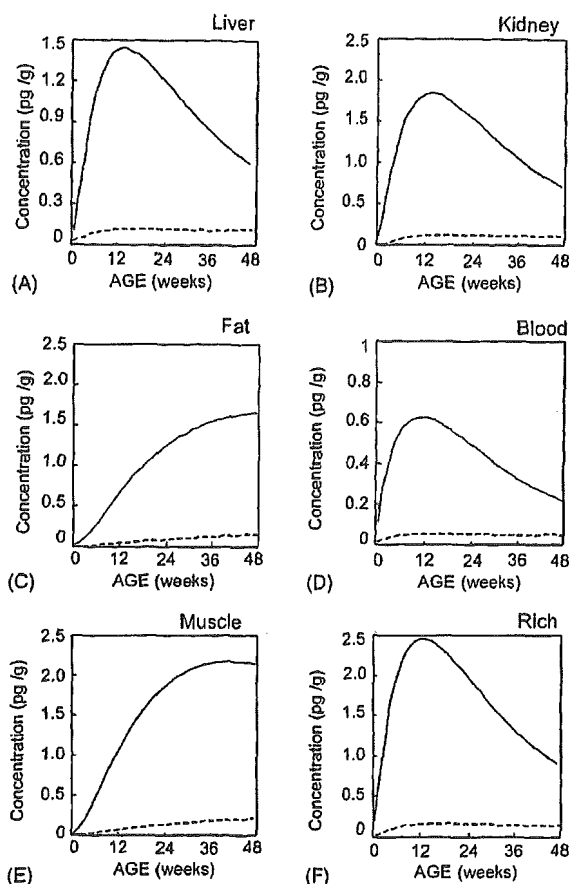 Liver
Concentration (pg /g)
1.5
1.2
0.9
0.6
0.3
0
0 12 24 36 48
AGE (weeks)
(A)
Kidney
Concentration (pg /g)
2.5
2.0
1.5
1.0
0.5
0
0 12 24 36 48
AGE (weeks)
(B)
Fat
Concentration (pg /g)
2.5
2.0
1.5
1.0
0.5
0
0 12 24 36 48
AGE (weeks)
(C)
Blood
Concentration (pg /g)
1
0.8
0.6
0.4
0.2
0
0 12 24 36 48
AGE (weeks)
(D)
Muscle
Concentration (pg /g)
2.5
2.0
1.5
1.0
0.5
0
0 12 24 36 48
AGE (weeks)
(E)
Rich
Concentration (pg /g)
2.5
2.0
1.5
1.0
0.5
0
0 12 24 36 48
AGE (weeks)
(F)